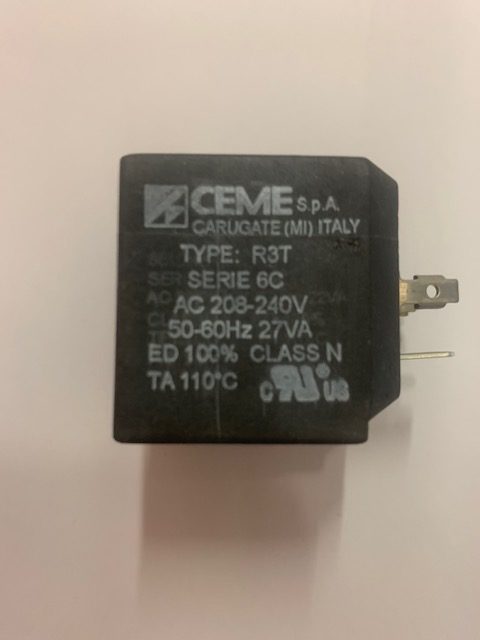 CEME S.p.A.
CARUGATE (MI) ITALY
TYPE: R3T
SERIE 6C
AC 208-240V
50-60Hz 27VA
ED 100% CLASS N
TA 110°C
c RU US